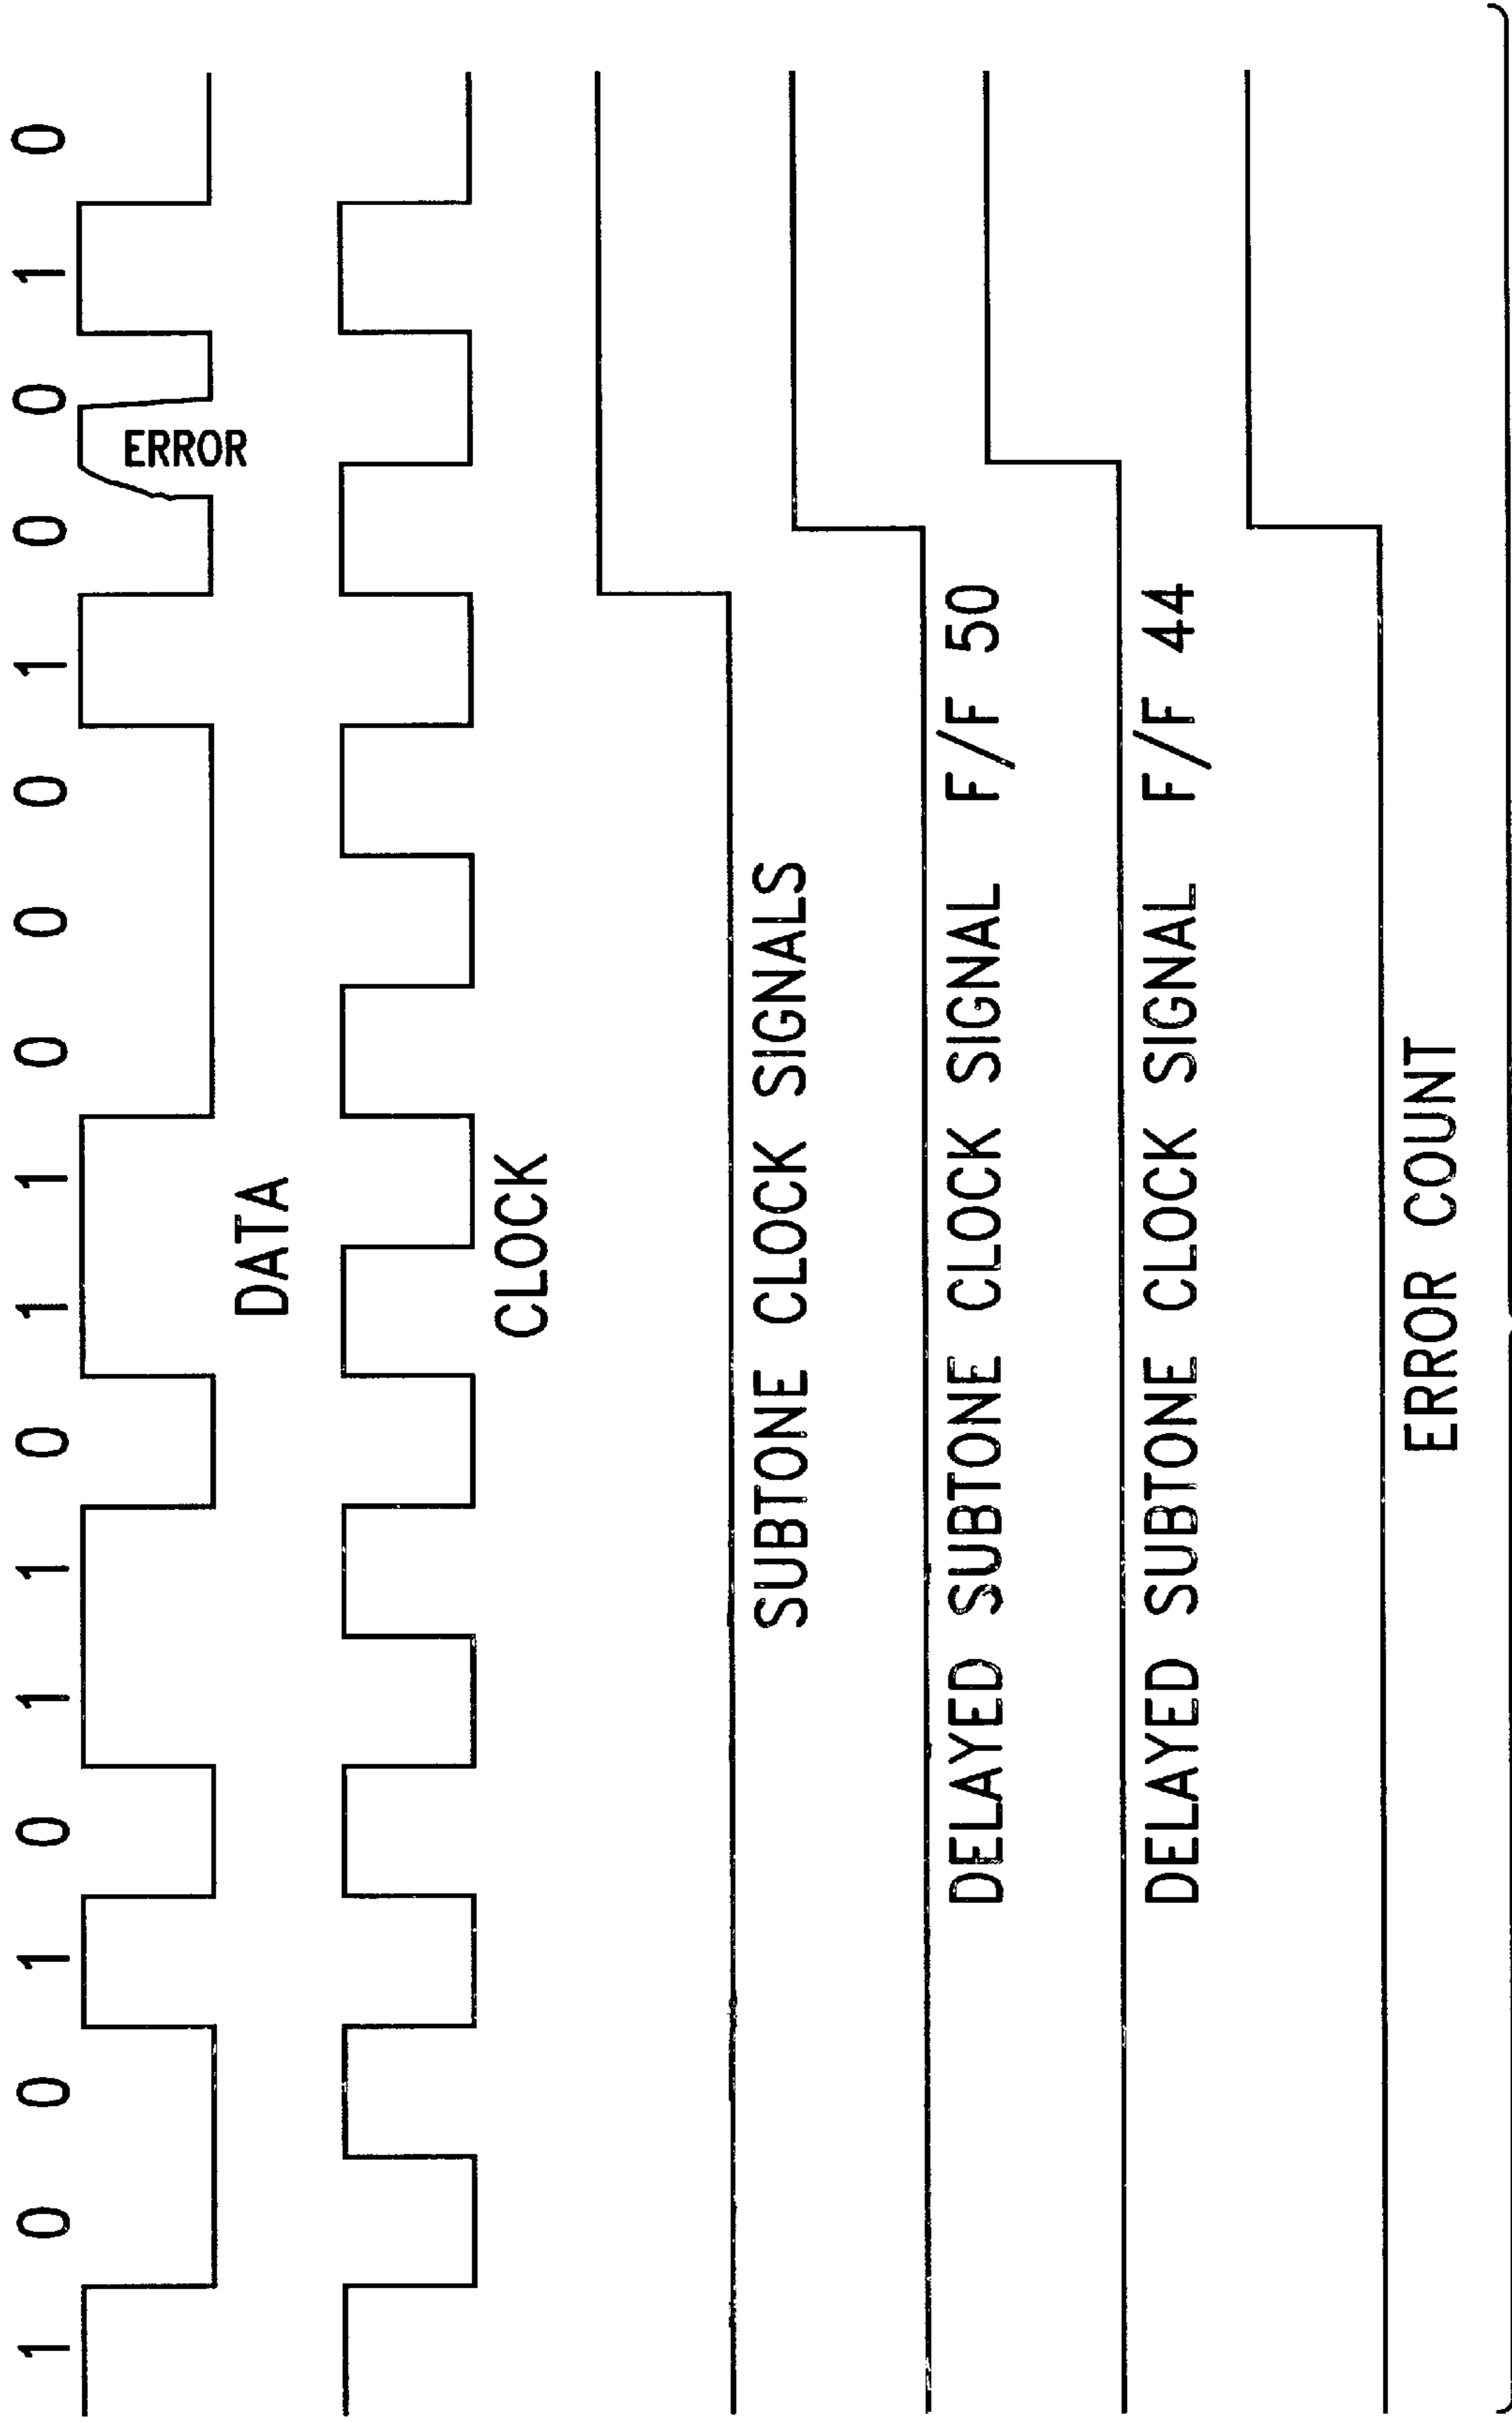 1 0 0 1 0 1 1 0 1 1 0 0 0 1 0 0 1 0
ERROR
DATA
CLOCK
SUBTONE CLOCK SIGNALS
DELAYED SUBTONE CLOCK SIGNAL F/F 50
DELAYED SUBTONE CLOCK SIGNAL F/F 44
ERROR COUNT